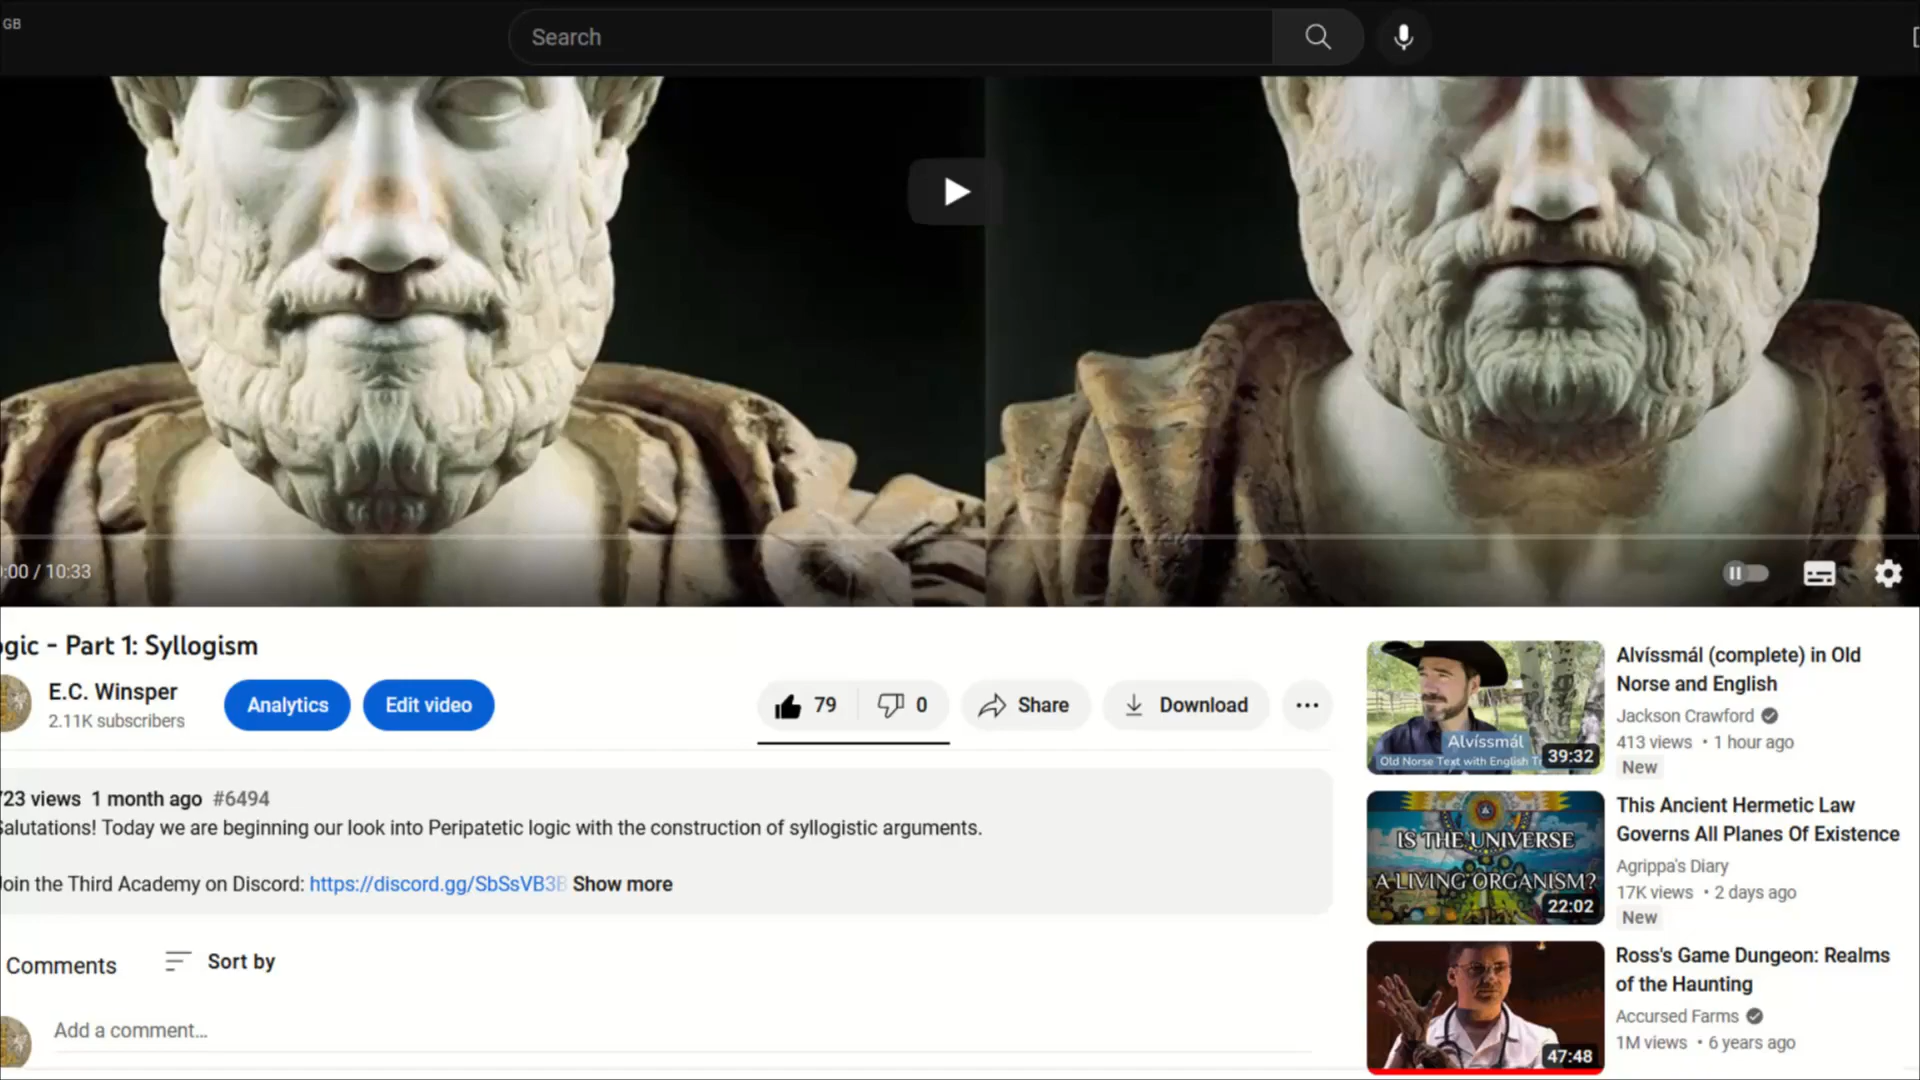 GB
Search
:00 / 10:33
ogic - Part 1: Syllogism
E.C. Winsper
2.11K subscribers
Analytics
Edit video
79
0
Share
Download
723 views 1 month ago #6494
Salutations! Today we are beginning our look into Peripatetic logic with the construction of syllogistic arguments.
Join the Third Academy on Discord: https://discord.gg/SbSsVB3B Show more
Comments
Sort by
Add a comment...
Alvíssmál
Old Norse Text with English Tr
39:32
Alvíssmál (complete) in Old
Norse and English
Jackson Crawford
413 views • 1 hour ago
New
IS THE UNIVERSE
A LIVING ORGANISM?
22:02
This Ancient Hermetic Law
Governs All Planes Of Existence
Agrippa's Diary
17K views • 2 days ago
New
47:48
Ross's Game Dungeon: Realms
of the Haunting
Accursed Farms
1M views • 6 years ago